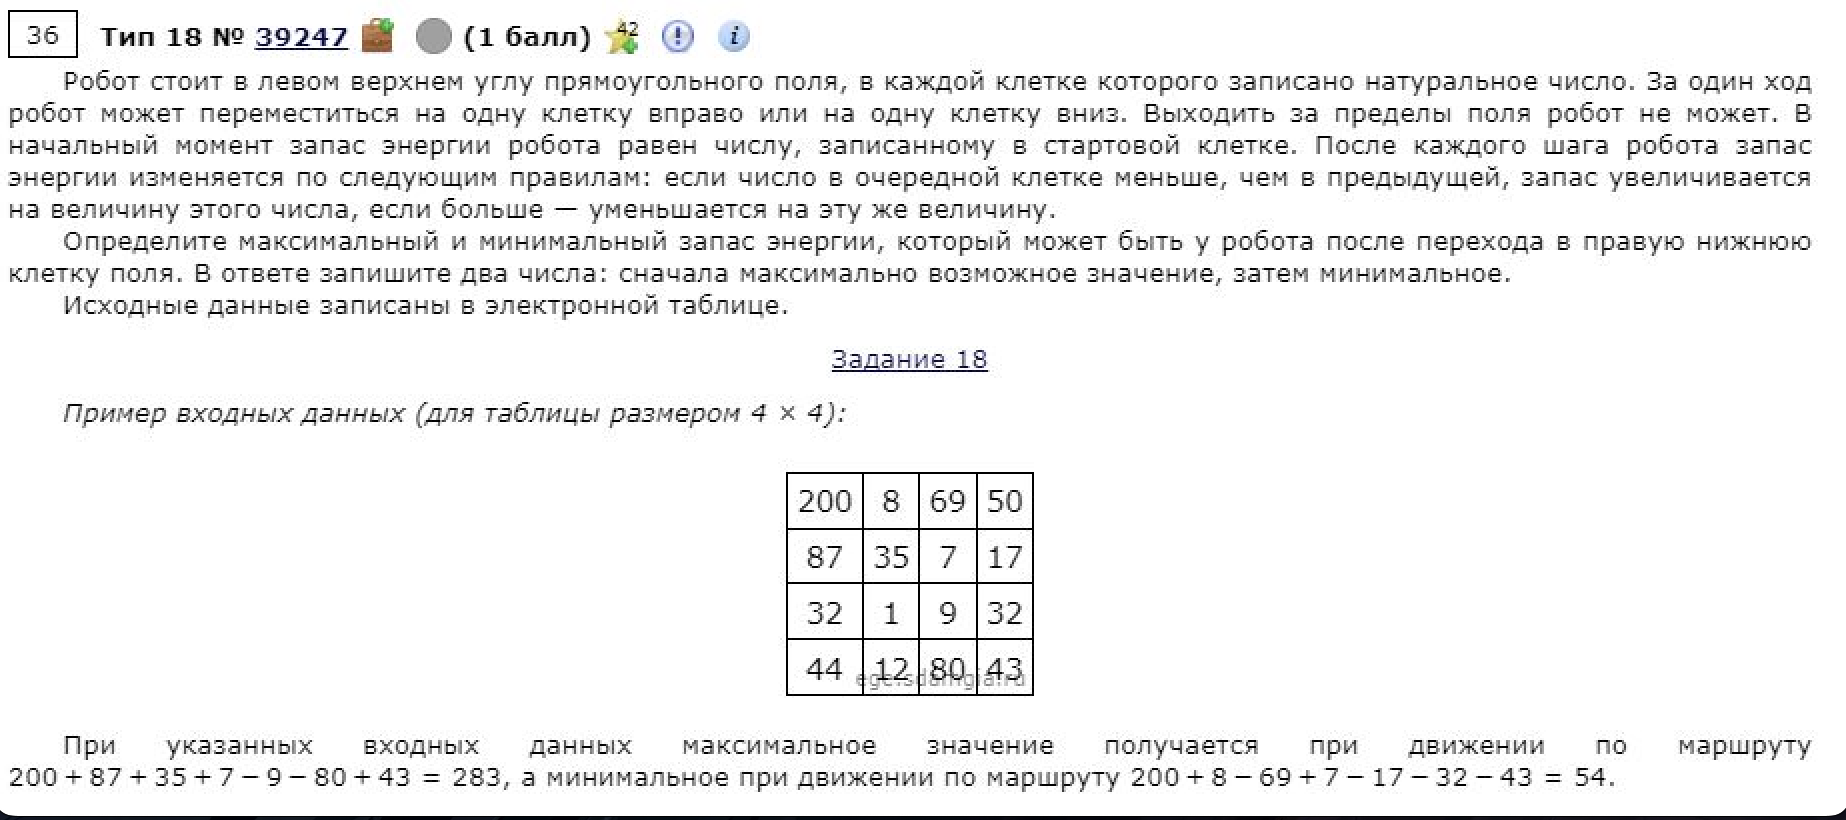 36 Тип 18 № 39247 (1 балл) 42 i
Робот стоит в левом верхнем углу прямоугольного поля, в каждой клетке которого записано натуральное число. За один ход
робот может переместиться на одну клетку вправо или на одну клетку вниз. Выходить за пределы поля робот не может. В
начальный момент запас энергии робота равен числу, записанному в стартовой клетке. После каждого шага робота запас
энергии изменяется по следующим правилам: если число в очередной клетке меньше, чем в предыдущей, запас увеличивается
на величину этого числа, если больше — уменьшается на эту же величину.
Определите максимальный и минимальный запас энергии, который может быть у робота после перехода в правую нижнюю
клетку поля. В ответе запишите два числа: сначала максимально возможное значение, затем минимальное.
Исходные данные записаны в электронной таблице.
Задание 18
Пример входных данных (для таблицы размером 4 × 4):
200 8 69 50
87 35 7 17
32 1 9 32
44 12 80 43
ege.sdamgia.ru
При указанных входных данных максимальное значение получается при движении по маршруту
200 + 87 + 35 + 7 − 9 − 80 + 43 = 283, а минимальное при движении по маршруту 200 + 8 − 69 + 7 − 17 − 32 − 43 = 54.